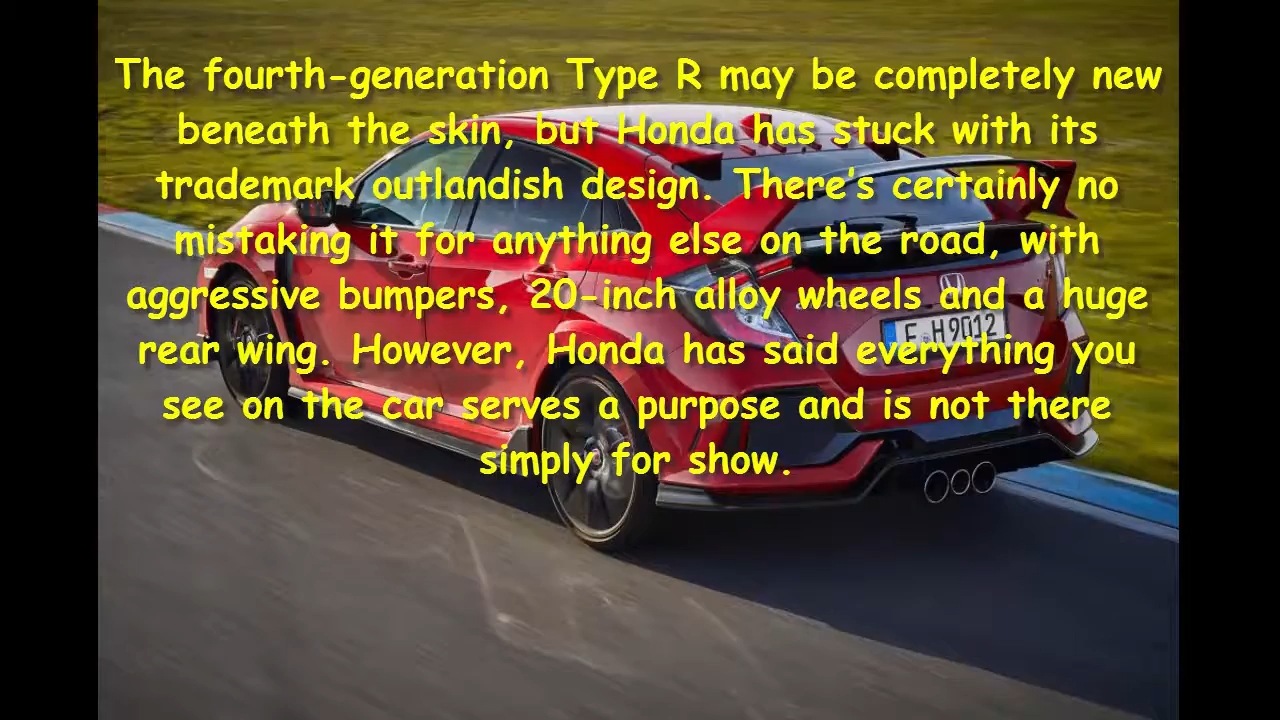 The fourth-generation Type R may be completely new
beneath the skin, but Honda has stuck with its
trademark outlandish design. There’s certainly no
mistaking it for anything else on the road, with
aggressive bumpers, 20-inch alloy wheels and a huge
rear wing. However, Honda has said everything you
see on the car serves a purpose and is not there
simply for show.